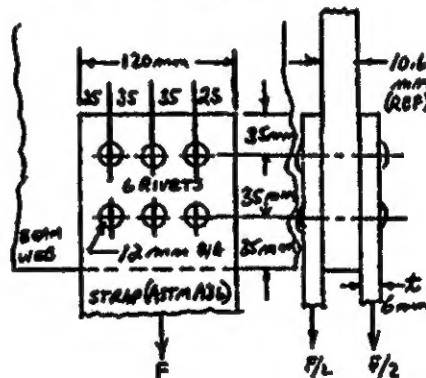 120mm
35 35 35 25
10.6
mm
(REF)
35mm
6 RIVETS
35mm
BEAM
WEB
12 mm DIA
35mm
STRAP (ASTM A36)
t
6mm
F
F/2 F/2